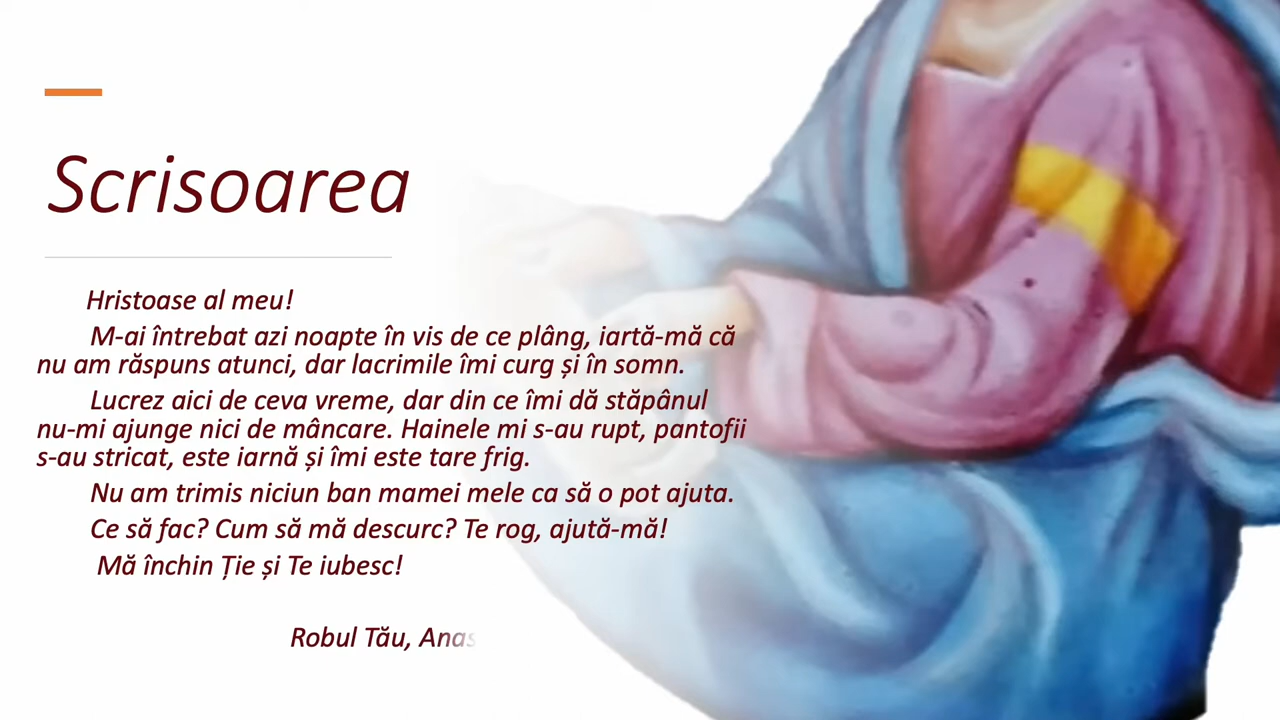 Scrisoarea
Hristoase al meu!
M-ai întrebat azi noapte în vis de ce plâng, iartă-mă că
nu am răspuns atunci, dar lacrimile îmi curg și în somn.
Lucrez aici de ceva vreme, dar din ce îmi dă stăpânul
nu-mi ajunge nici de mâncare. Hainele mi s-au rupt, pantofii
s-au stricat, este iarnă și îmi este tare frig.
Nu am trimis niciun ban mamei mele ca să o pot ajuta.
Ce să fac? Cum să mă descurc? Te rog, ajută-mă!
Mă închin Ție și Te iubesc!
Robul Tău, Anas